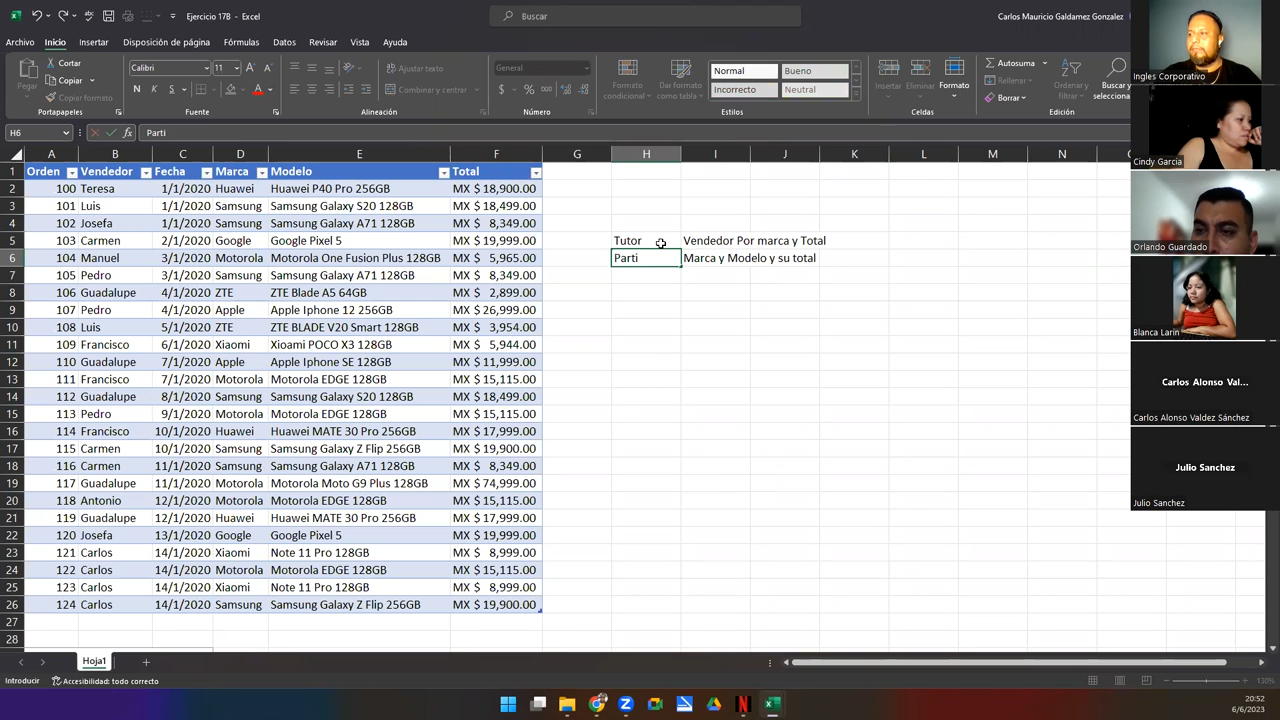 Ejercicio 17B - Excel
Buscar
Carlos Mauricio Galdamez Gonzalez
Archivo Inicio Insertar Disposición de página Fórmulas Datos Revisar Vista Ayuda
Pegar
Cortar
Copiar
Copiar formato
Portapapeles
Calibri 11
N K S
Fuente
Ajustar texto
Combinar y centrar
Alineación
General
Número
Formato condicional
Dar formato como tabla
Normal Bueno
Incorrecto Neutral
Estilos
Insertar Eliminar Formato
Celdas
Autosuma
Rellenar
Borrar
Ordenar y filtrar
Buscar y selecciona
H6 fx Parti
A B C D E F G H I J K L M N
1 Orden Vendedor Fecha Marca Modelo Total
2 100 Teresa 1/1/2020 Huawei Huawei P40 Pro 256GB MX $ 18,900.00
3 101 Luis 1/1/2020 Samsung Samsung Galaxy S20 128GB MX $ 18,499.00
4 102 Josefa 1/1/2020 Samsung Samsung Galaxy A71 128GB MX $ 8,349.00
5 103 Carmen 2/1/2020 Google Google Pixel 5 MX $ 19,999.00 Tutor Vendedor Por marca y Total
6 104 Manuel 3/1/2020 Motorola Motorola One Fusion Plus 128GB Parti Marca y Modelo y su total
7 105 Pedro 3/1/2020 Samsung Samsung Galaxy A71 128GB MX $ 8,349.00
8 106 Guadalupe 4/1/2020 ZTE ZTE Blade A5 64GB MX $ 2,899.00
9 107 Pedro 4/1/2020 Apple Apple Iphone 12 256GB MX $ 26,999.00
10 108 Luis 5/1/2020 ZTE ZTE BLADE V20 Smart 128GB MX $ 3,954.00
11 109 Francisco 6/1/2020 Xiaomi Xioami POCO X3 128GB MX $ 5,944.00
12 110 Guadalupe 7/1/2020 Apple Apple Iphone SE 128GB MX $ 11,999.00
13 111 Francisco 7/1/2020 Motorola Motorola EDGE 128GB MX $ 15,115.00
14 112 Guadalupe 8/1/2020 Samsung Samsung Galaxy S20 128GB MX $ 18,499.00
15 113 Pedro 9/1/2020 Motorola Motorola EDGE 128GB MX $ 15,115.00
16 114 Francisco 10/1/2020 Huawei Huawei MATE 30 Pro 256GB MX $ 17,999.00
17 115 Carmen 10/1/2020 Samsung Samsung Galaxy Z Flip 256GB MX $ 19,900.00
18 116 Carmen 11/1/2020 Samsung Samsung Galaxy A71 128GB MX $ 8,349.00
19 117 Guadalupe 11/1/2020 Motorola Motorola Moto G9 Plus 128GB MX $ 74,999.00
20 118 Antonio 12/1/2020 Motorola Motorola EDGE 128GB MX $ 15,115.00
21 119 Guadalupe 12/1/2020 Huawei Huawei MATE 30 Pro 256GB MX $ 17,999.00
22 120 Josefa 13/1/2020 Google Google Pixel 5 MX $ 19,999.00
23 121 Carlos 14/1/2020 Xiaomi Note 11 Pro 128GB MX $ 8,999.00
24 122 Carlos 14/1/2020 Motorola Motorola EDGE 128GB MX $ 15,115.00
25 123 Carlos 14/1/2020 Xiaomi Note 11 Pro 128GB MX $ 8,999.00
26 124 Carlos 14/1/2020 Samsung Samsung Galaxy Z Flip 256GB MX $ 19,900.00
27
28
Hoja1
Introducir Accesibilidad: todo correcto 130%
20:52
6/6/2023
Ingles Corporativo
Cindy Garcia
Orlando Guardado
Blanca Larin
Carlos Alonso Val...
Carlos Alonso Valdez Sánchez
Julio Sanchez
Julio Sanchez